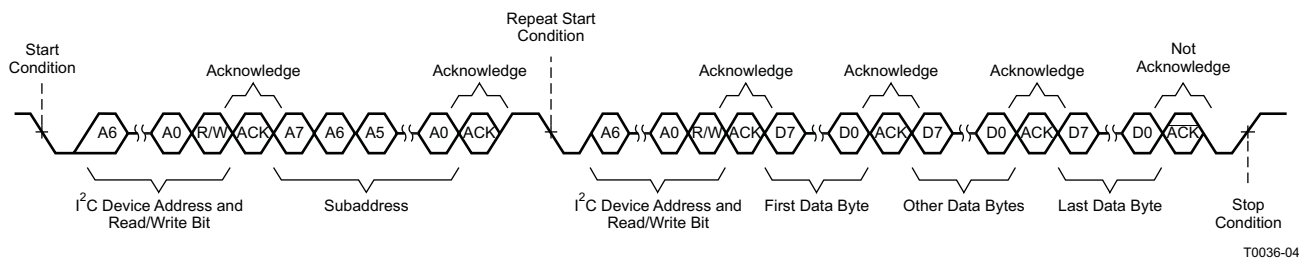 Repeat Start
Condition
Start
Condition
Not
Acknowledge
Acknowledge
Acknowledge
Acknowledge
Acknowledge
Acknowledge
A6 A0 R/W ACK A7 A6 A5 A0 ACK A6 A0 R/W ACK D7 D0 ACK D7 D0 ACK D7 D0 ACK
I²C Device Address and
Read/Write Bit
Subaddress
I²C Device Address and
Read/Write Bit
First Data Byte
Other Data Bytes
Last Data Byte
Stop
Condition
T0036-04